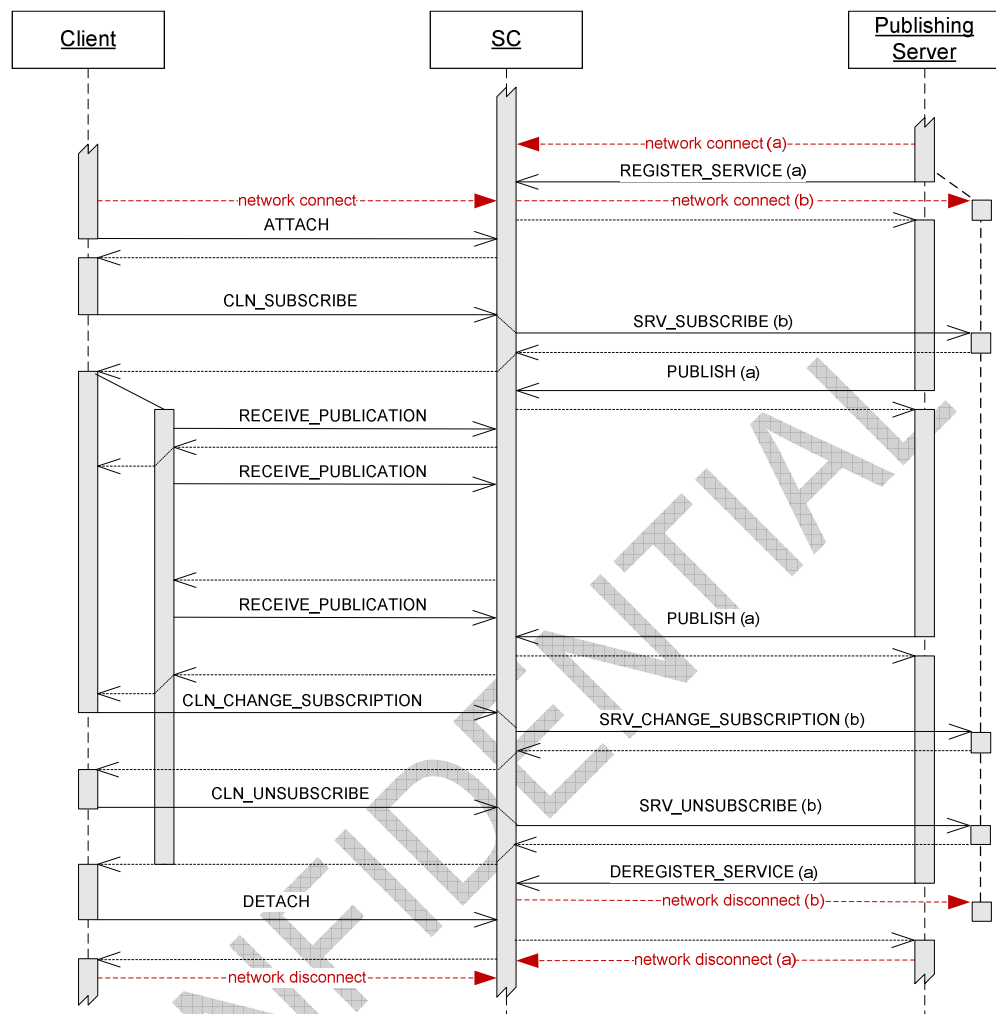 Client
SC
Publishing
Server
network connect (a)
REGISTER_SERVICE (a)
network connect
network connect (b)
ATTACH
CLN_SUBSCRIBE
SRV_SUBSCRIBE (b)
PUBLISH (a)
RECEIVE_PUBLICATION
RECEIVE_PUBLICATION
RECEIVE_PUBLICATION
PUBLISH (a)
CLN_CHANGE_SUBSCRIPTION
SRV_CHANGE_SUBSCRIPTION (b)
CLN_UNSUBSCRIBE
SRV_UNSUBSCRIBE (b)
DEREGISTER_SERVICE (a)
DETACH
network disconnect (b)
network disconnect (a)
network disconnect
NFIDENTIAL